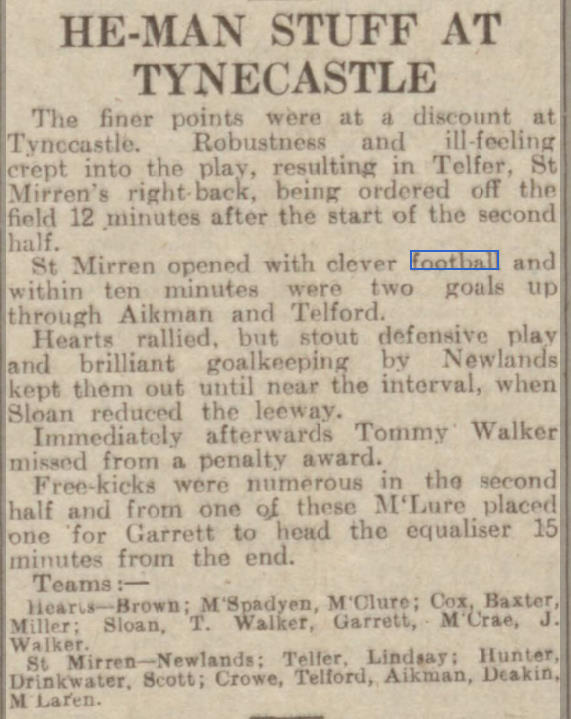 HE-MAN STUFF AT
TYNECASTLE
The finer points were at a discount at
Tynecastle. Robustness and ill-feeling
crept into the play, resulting in Telfer, St
Mirren's right-back, being ordered off the
field 12 minutes after the start of the second
half.
St Mirren opened with clever football and
within ten minutes were two goals up
through Aikman and Telford.
Hearts rallied, but stout defensive play
and brilliant goalkeeping by Newlands
kept them out until near the interval, when
Sloan reduced the leeway.
Immediately afterwards Tommy Walker
missed from a penalty award.
Free-kicks were numerous in the second
half and from one of these M'Lure placed
one for Garrett to head the equaliser 15
minutes from the end.
Teams:—
Hearts—Brown; M'Spadyen, M'Clure; Cox, Baxter,
Miller; Sloan, T. Walker, Garrett, M'Crae, J.
Walker.
St Mirren—Newlands; Telfer, Lindsay; Hunter,
Drinkwater, Scott; Crowe, Telford, Aikman, Deakin,
M'Laren.